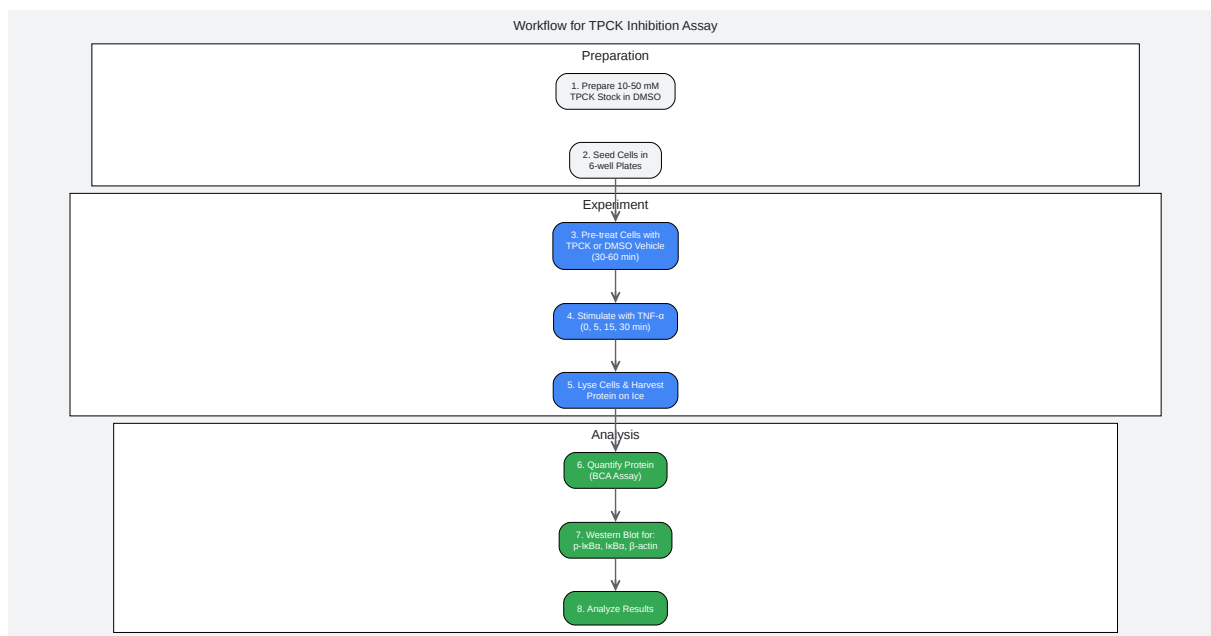 Workflow for TPCK Inhibition Assay
Preparation
1. Prepare 10-50 mM
TPCK Stock in DMSO
2. Seed Cells in
6-well Plates
Experiment
3. Pre-treat Cells with
TPCK or DMSO Vehicle
(30-60 min)
4. Stimulate with TNF-α
(0, 5, 15, 30 min)
5. Lyse Cells & Harvest
Protein on Ice
Analysis
6. Quantify Protein
(BCA Assay)
7. Western Blot for:
p-IκBα, IκBα, β-actin
8. Analyze Results